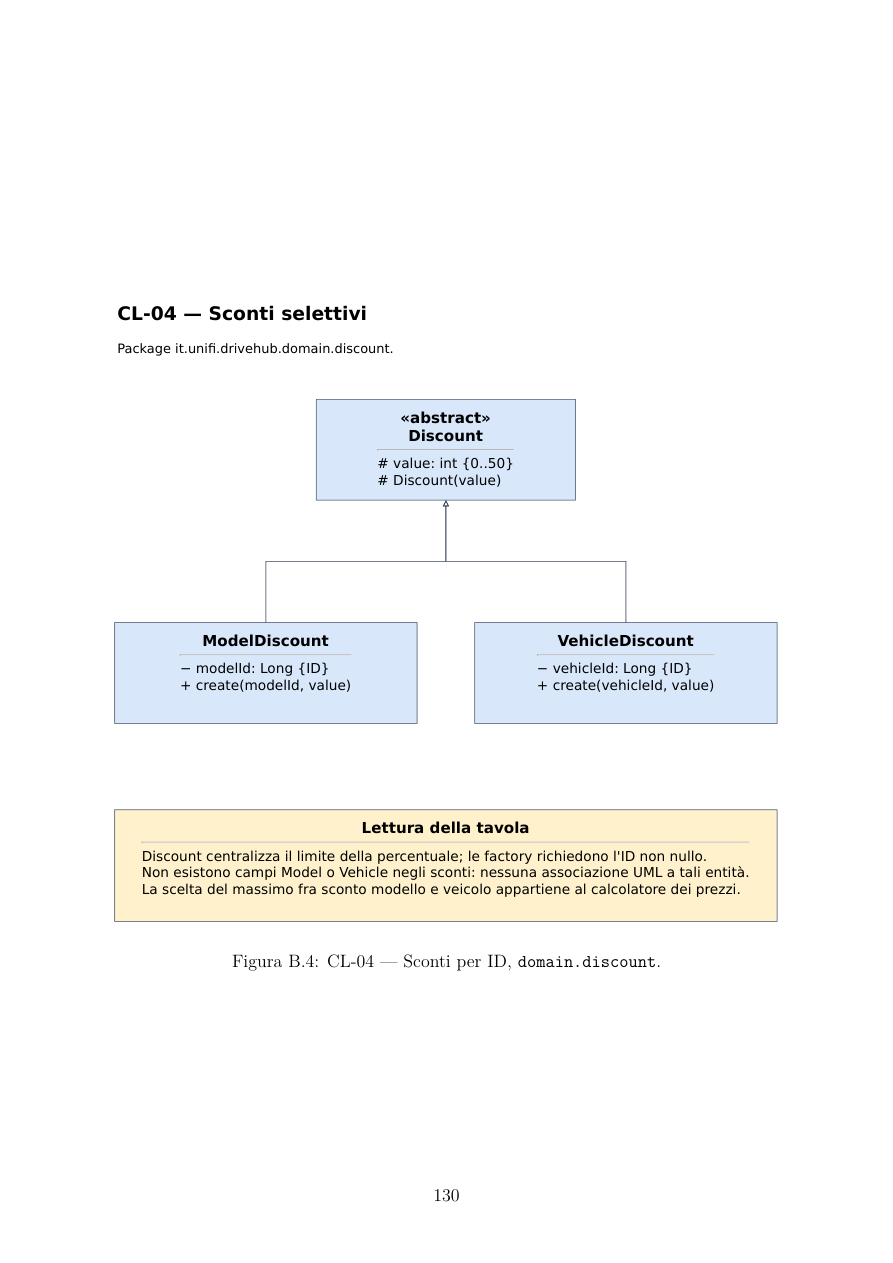 CL-04 — Sconti selettivi
Package it.unifi.drivehub.domain.discount.
«abstract»
Discount
# value: int {0..50}
# Discount(value)
ModelDiscount
− modelId: Long {ID}
+ create(modelId, value)
VehicleDiscount
− vehicleId: Long {ID}
+ create(vehicleId, value)
Lettura della tavola
Discount centralizza il limite della percentuale; le factory richiedono l'ID non nullo.
Non esistono campi Model o Vehicle negli sconti: nessuna associazione UML a tali entità.
La scelta del massimo fra sconto modello e veicolo appartiene al calcolatore dei prezzi.
Figura B.4: CL-04 — Sconti per ID, domain.discount.
130